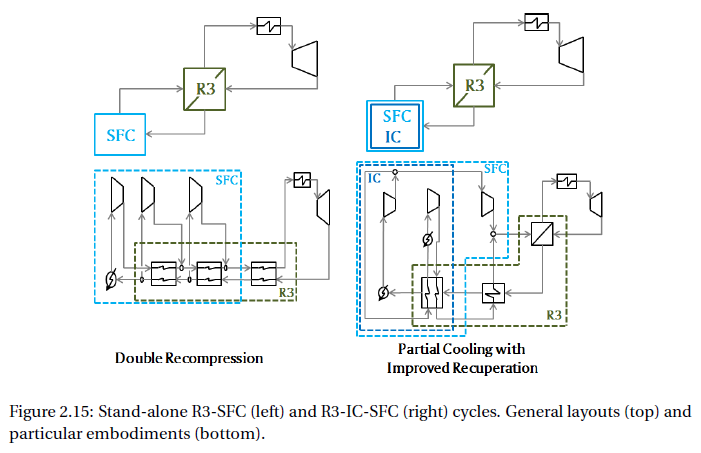 R3
SFC
R3
SFC
IC
SFC
R3
IC
SFC
R3
Double Recompression
Partial Cooling with
Improved Recuperation
Figure 2.15: Stand-alone R3-SFC (left) and R3-IC-SFC (right) cycles. General layouts (top) and
particular embodiments (bottom).